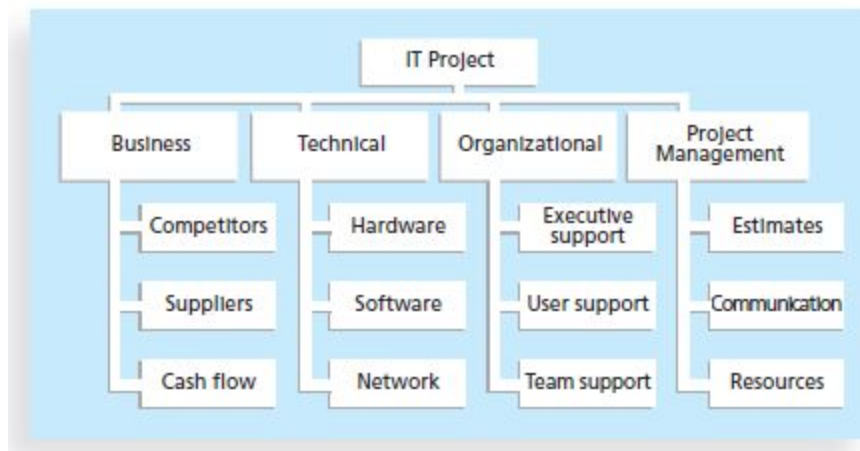 IT Project
Business
Technical
Organizational
Project
Management
Competitors
Hardware
Executive
support
Estimates
Suppliers
Software
User support
Communication
Cash flow
Network
Team support
Resources